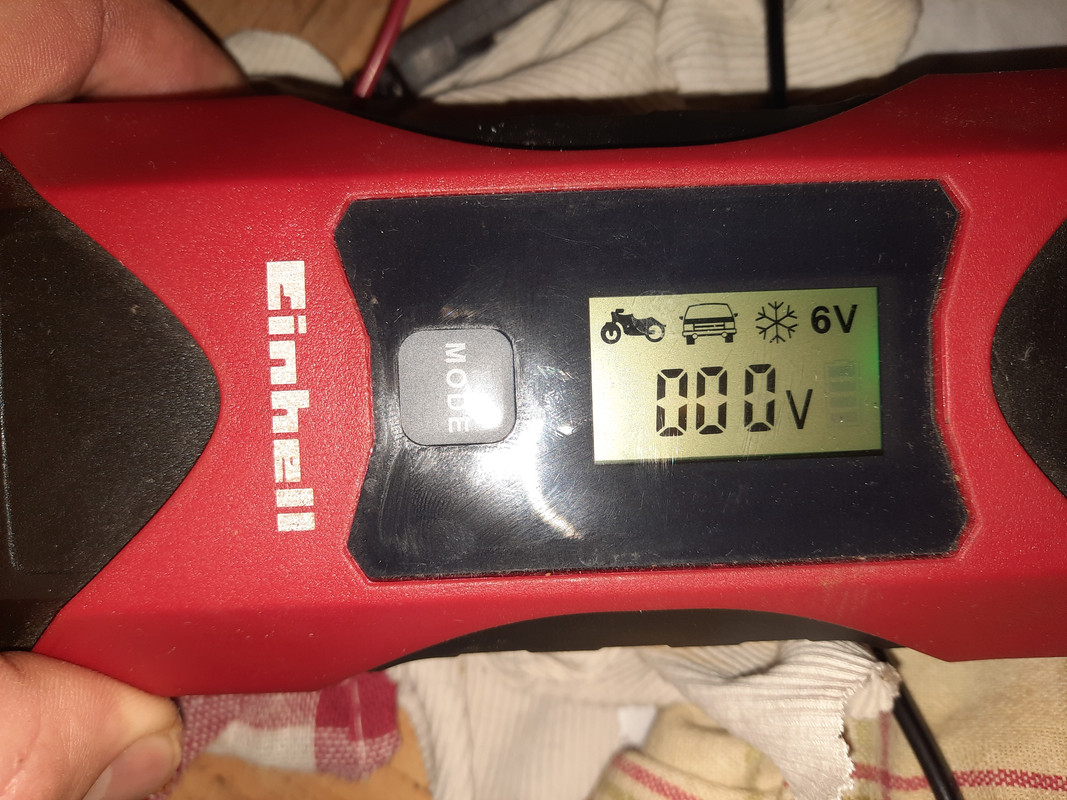 Einhell
MODE
6V
000V